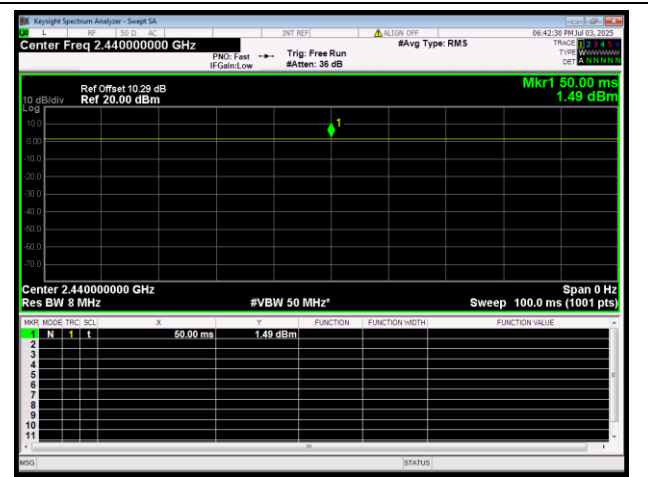 Keysight Spectrum Analyzer - Swept SA
L RF 50 Ω AC INT REF ALIGN OFF 06:42:30 PM Jul 03, 2025
Center Freq 2.440000000 GHz #Avg Type: RMS TRACE 1 2 3 4 5 6
PNO: Fast Trig: Free Run TYPE WWWWWW
IFGain:Low #Atten: 36 dB DET A N N N N N
Mkr1 50.00 ms
Ref Offset 10.29 dB
10 dB/div Ref 20.00 dBm 1.49 dBm
Log
1
10.0
0.00
-10.0
-20.0
-30.0
-40.0
-50.0
-60.0
-70.0
Center 2.440000000 GHz Span 0 Hz
Res BW 8 MHz #VBW 50 MHz* Sweep 100.0 ms (1001 pts)
MKR MODE TRC SCL X Y FUNCTION FUNCTION WIDTH FUNCTION VALUE
1 N 1 t 50.00 ms 1.49 dBm
2
3
4
5
6
7
8
9
10
11
MSG STATUS